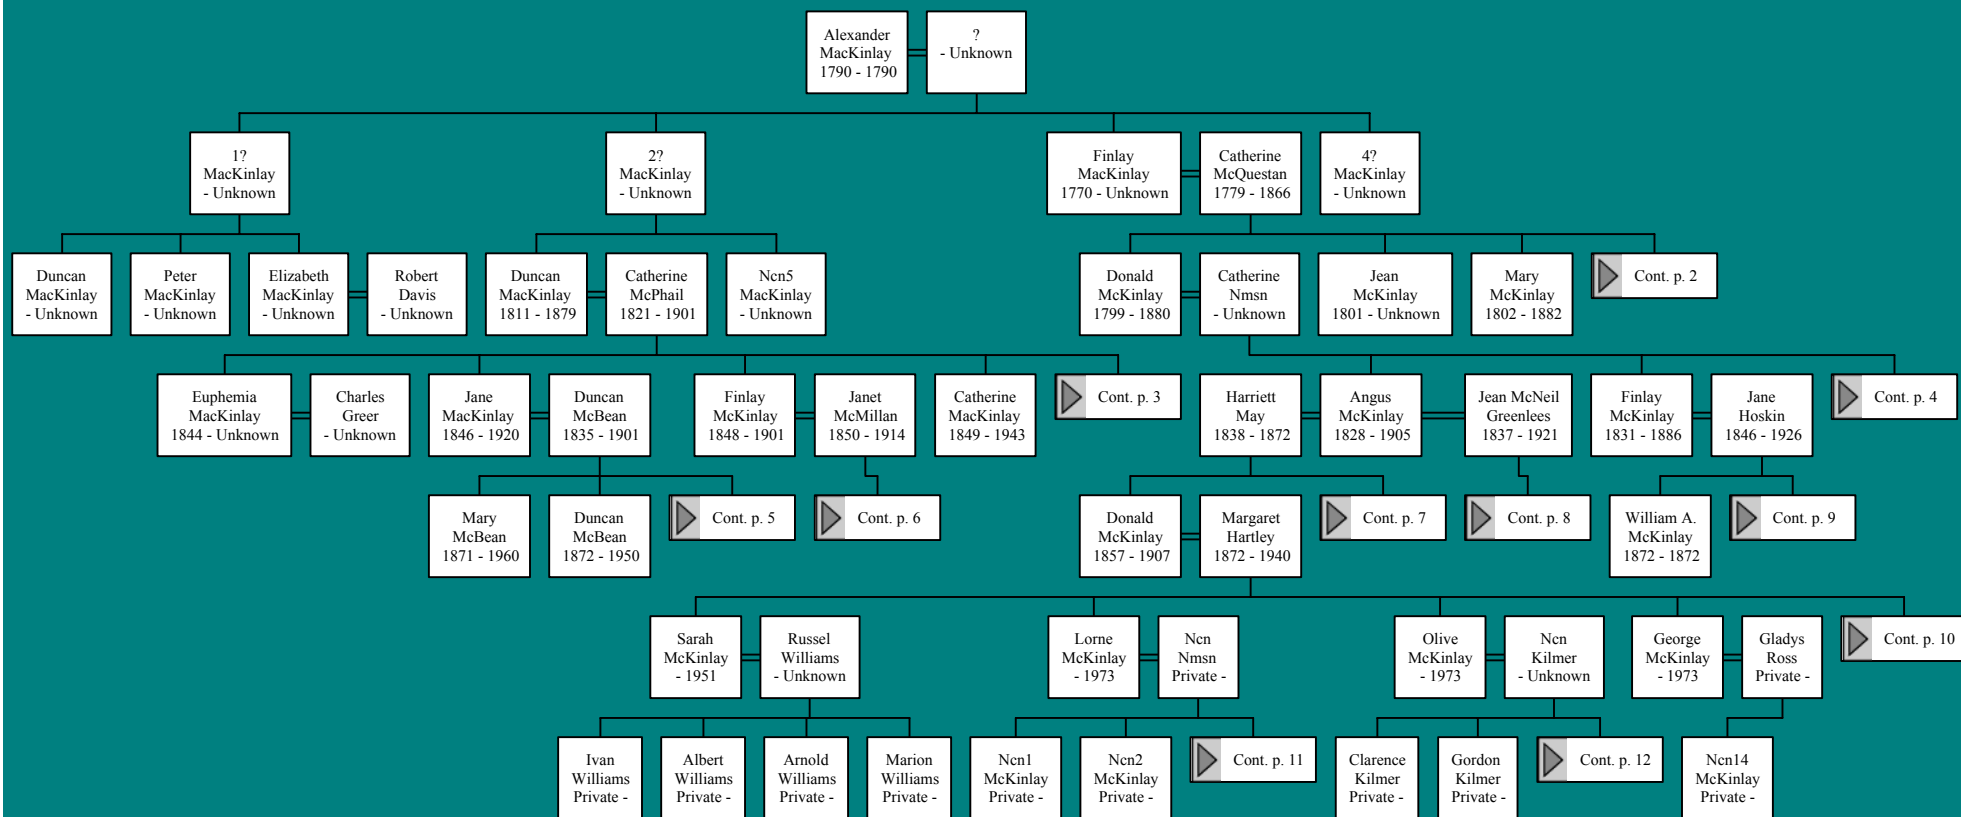 Alexander
MacKinlay
1790 - 1790
?
- Unknown
1?
MacKinlay
- Unknown
2?
MacKinlay
- Unknown
Finlay
MacKinlay
1770 - Unknown
Catherine
McQuestan
1779 - 1866
4?
MacKinlay
- Unknown
Duncan
MacKinlay
- Unknown
Peter
MacKinlay
- Unknown
Elizabeth
MacKinlay
- Unknown
Robert
Davis
- Unknown
Duncan
MacKinlay
1811 - 1879
Catherine
McPhail
1821 - 1901
Ncn5
MacKinlay
- Unknown
Donald
McKinlay
1799 - 1880
Catherine
Nmsn
- Unknown
Jean
McKinlay
1801 - Unknown
Mary
McKinlay
1802 - 1882
Cont. p. 2
Euphemia
MacKinlay
1844 - Unknown
Charles
Greer
- Unknown
Jane
MacKinlay
1846 - 1920
Duncan
McBean
1835 - 1901
Finlay
McKinlay
1848 - 1901
Janet
McMillan
1850 - 1914
Catherine
MacKinlay
1849 - 1943
Cont. p. 3
Harriett
May
1838 - 1872
Angus
McKinlay
1828 - 1905
Jean McNeil
Greenlees
1837 - 1921
Finlay
McKinlay
1831 - 1886
Jane
Hoskin
1846 - 1926
Cont. p. 4
Mary
McBean
1871 - 1960
Duncan
McBean
1872 - 1950
Cont. p. 5
Cont. p. 6
Donald
McKinlay
1857 - 1907
Margaret
Hartley
1872 - 1940
Cont. p. 7
Cont. p. 8
William A.
McKinlay
1872 - 1872
Cont. p. 9
Sarah
McKinlay
- 1951
Russel
Williams
- Unknown
Lorne
McKinlay
- 1973
Ncn
Nmsn
Private -
Olive
McKinlay
- 1973
Ncn
Kilmer
- Unknown
George
McKinlay
- 1973
Gladys
Ross
Private -
Cont. p. 10
Ivan
Williams
Private -
Albert
Williams
Private -
Arnold
Williams
Private -
Marion
Williams
Private -
Ncn1
McKinlay
Private -
Ncn2
McKinlay
Private -
Cont. p. 11
Clarence
Kilmer
Private -
Gordon
Kilmer
Private -
Cont. p. 12
Ncn14
McKinlay
Private -